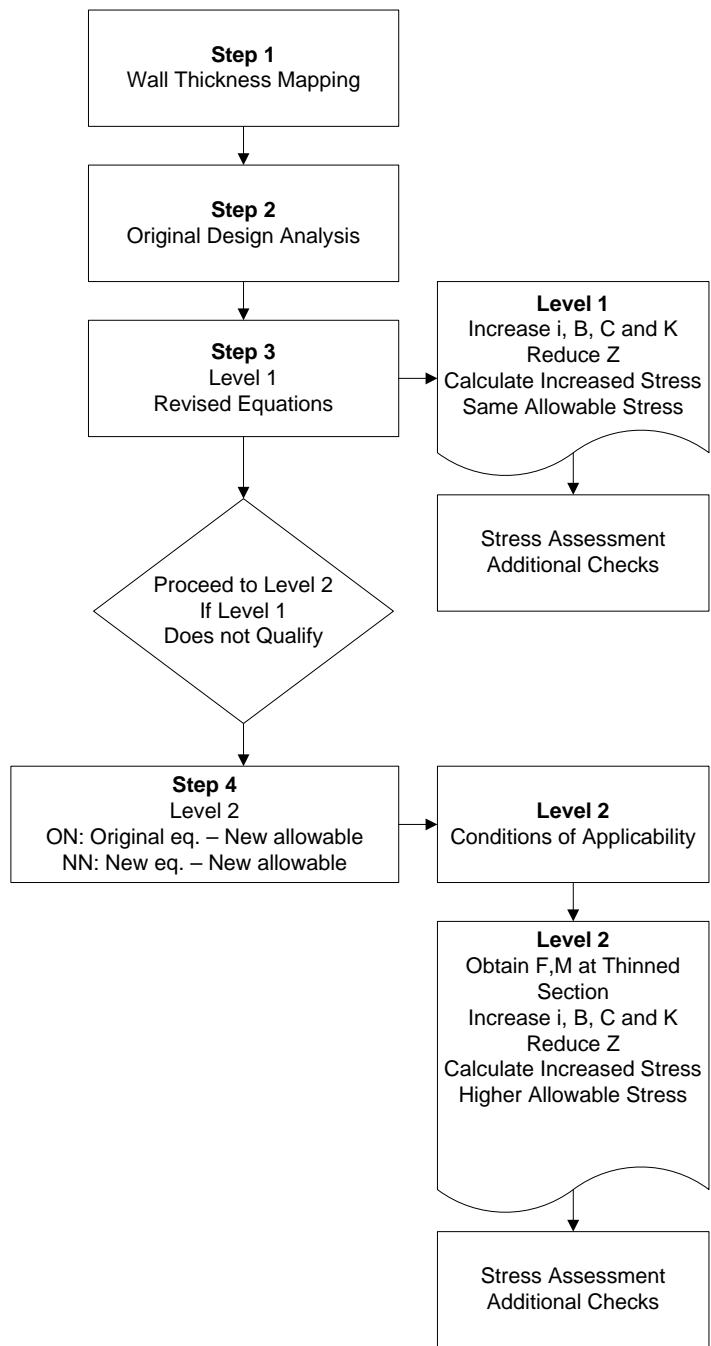 Step 1
Wall Thickness Mapping
Step 2
Original Design Analysis
Step 3
Level 1
Revised Equations
Level 1
Increase i, B, C and K
Reduce Z
Calculate Increased Stress
Same Allowable Stress
Stress Assessment
Additional Checks
Proceed to Level 2
If Level 1
Does not Qualify
Step 4
Level 2
ON: Original eq. – New allowable
NN: New eq. – New allowable
Level 2
Conditions of Applicability
Level 2
Obtain F,M at Thinned
Section
Increase i, B, C and K
Reduce Z
Calculate Increased Stress
Higher Allowable Stress
Stress Assessment
Additional Checks